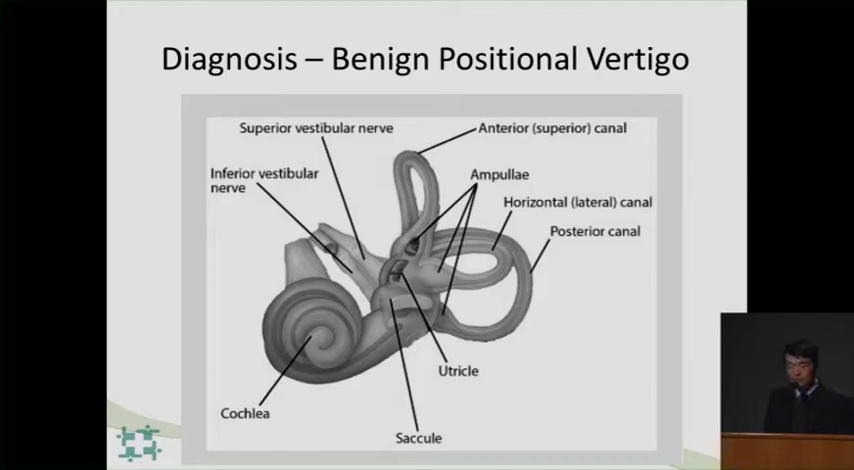 Diagnosis – Benign Positional Vertigo
Superior vestibular nerve
Anterior (superior) canal
Inferior vestibular
nerve
Ampullae
Horizontal (lateral) canal
Posterior canal
Utricle
Cochlea
Saccule